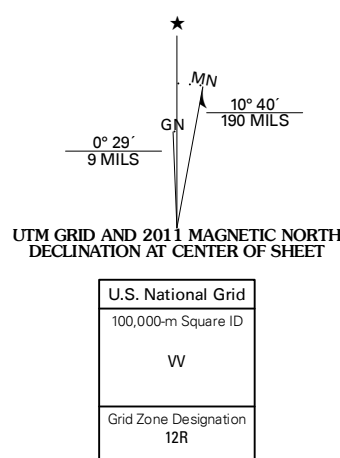 ★
MN
10° 40´
190 MILS
GN
0° 29´
9 MILS
UTM GRID AND 2011 MAGNETIC NORTH
DECLINATION AT CENTER OF SHEET
U.S. National Grid
100,000-m Square ID
VV
Grid Zone Designation
12R